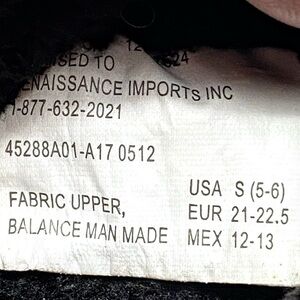 ISED TO
ENAISSANCE IMPORTS INC
1-877-632-2021
45288A01-A17 0512
FABRIC UPPER,
BALANCE MAN MADE
USA S (5-6)
EUR 21-22.5
MEX 12-13